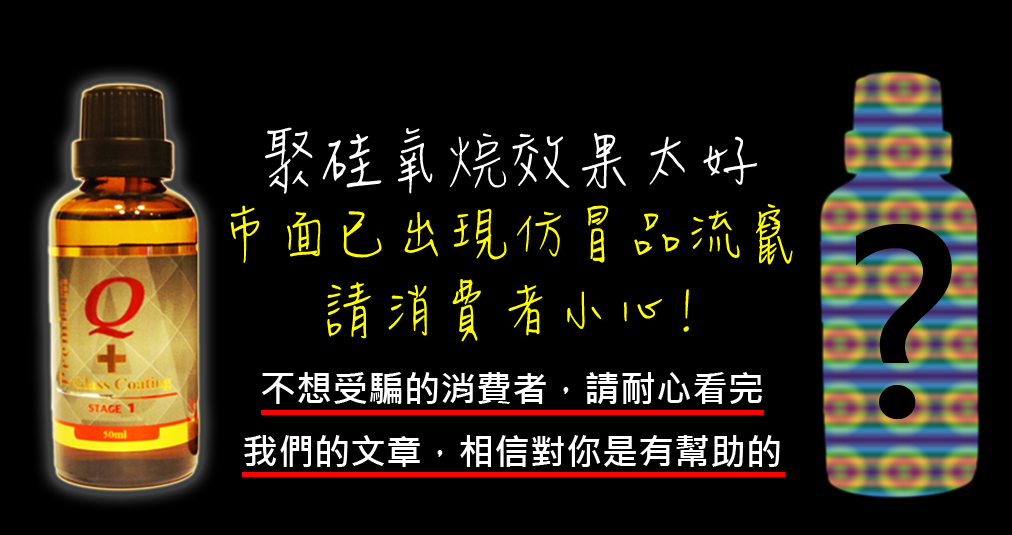 聚硅氧烷效果太好
市面已出現仿冒品流竄
請消費者小心!
不想受騙的消費者，請耐心看完
我們的文章，相信對你是有幫助的
Premium
Q
+
Glass Coating
STAGE 1
50ml
?